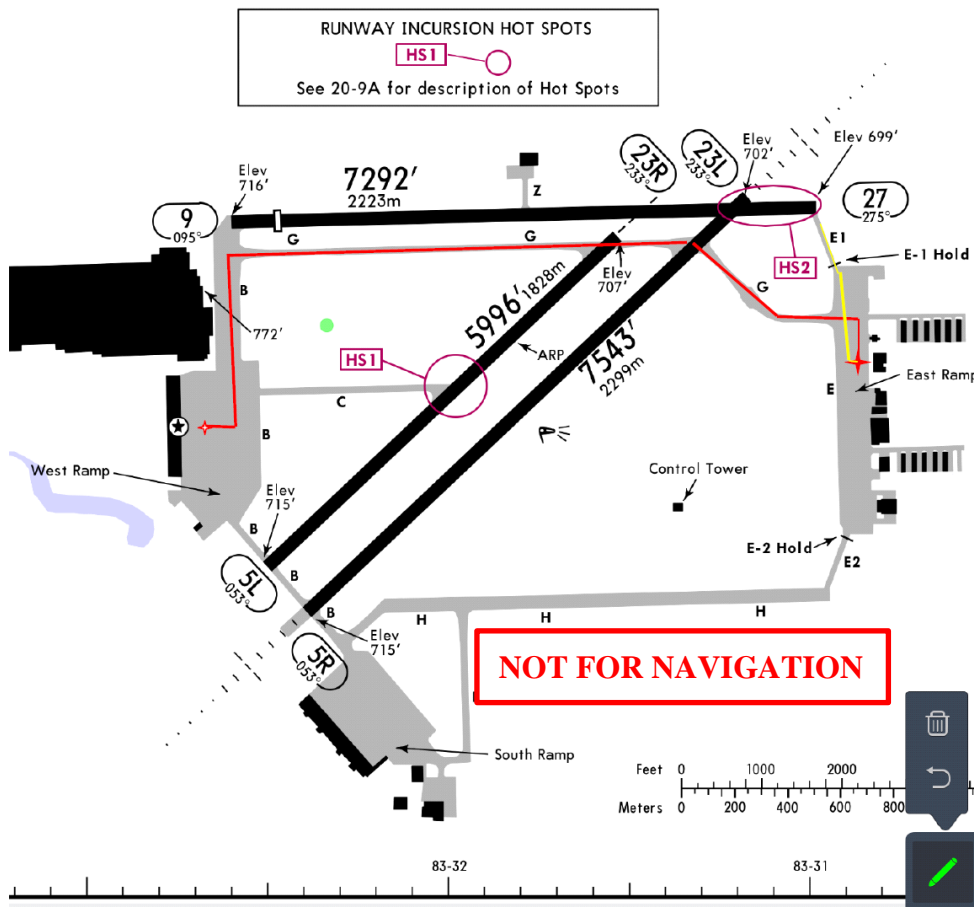 RUNWAY INCURSION HOT SPOTS
HS1
See 20-9A for description of Hot Spots
Elev
716'
7292'
2223m
Z
23R
233°
23L
233°
Elev
702'
Elev 699'
9
095°
27
275°
G
G
E1
E-1 Hold
HS2
B
G
Elev
707'
772'
5996' 1828m
ARP
7543'
2299m
HS1
C
East Ramp
E
B
West Ramp
Control Tower
Elev
715'
B
E-2 Hold
E2
B
5L
053°
B
H
H
H
Elev
715'
5R
053°
NOT FOR NAVIGATION
South Ramp
Feet 0 1000 2000
Meters 0 200 400 600 80
83-32
83-31